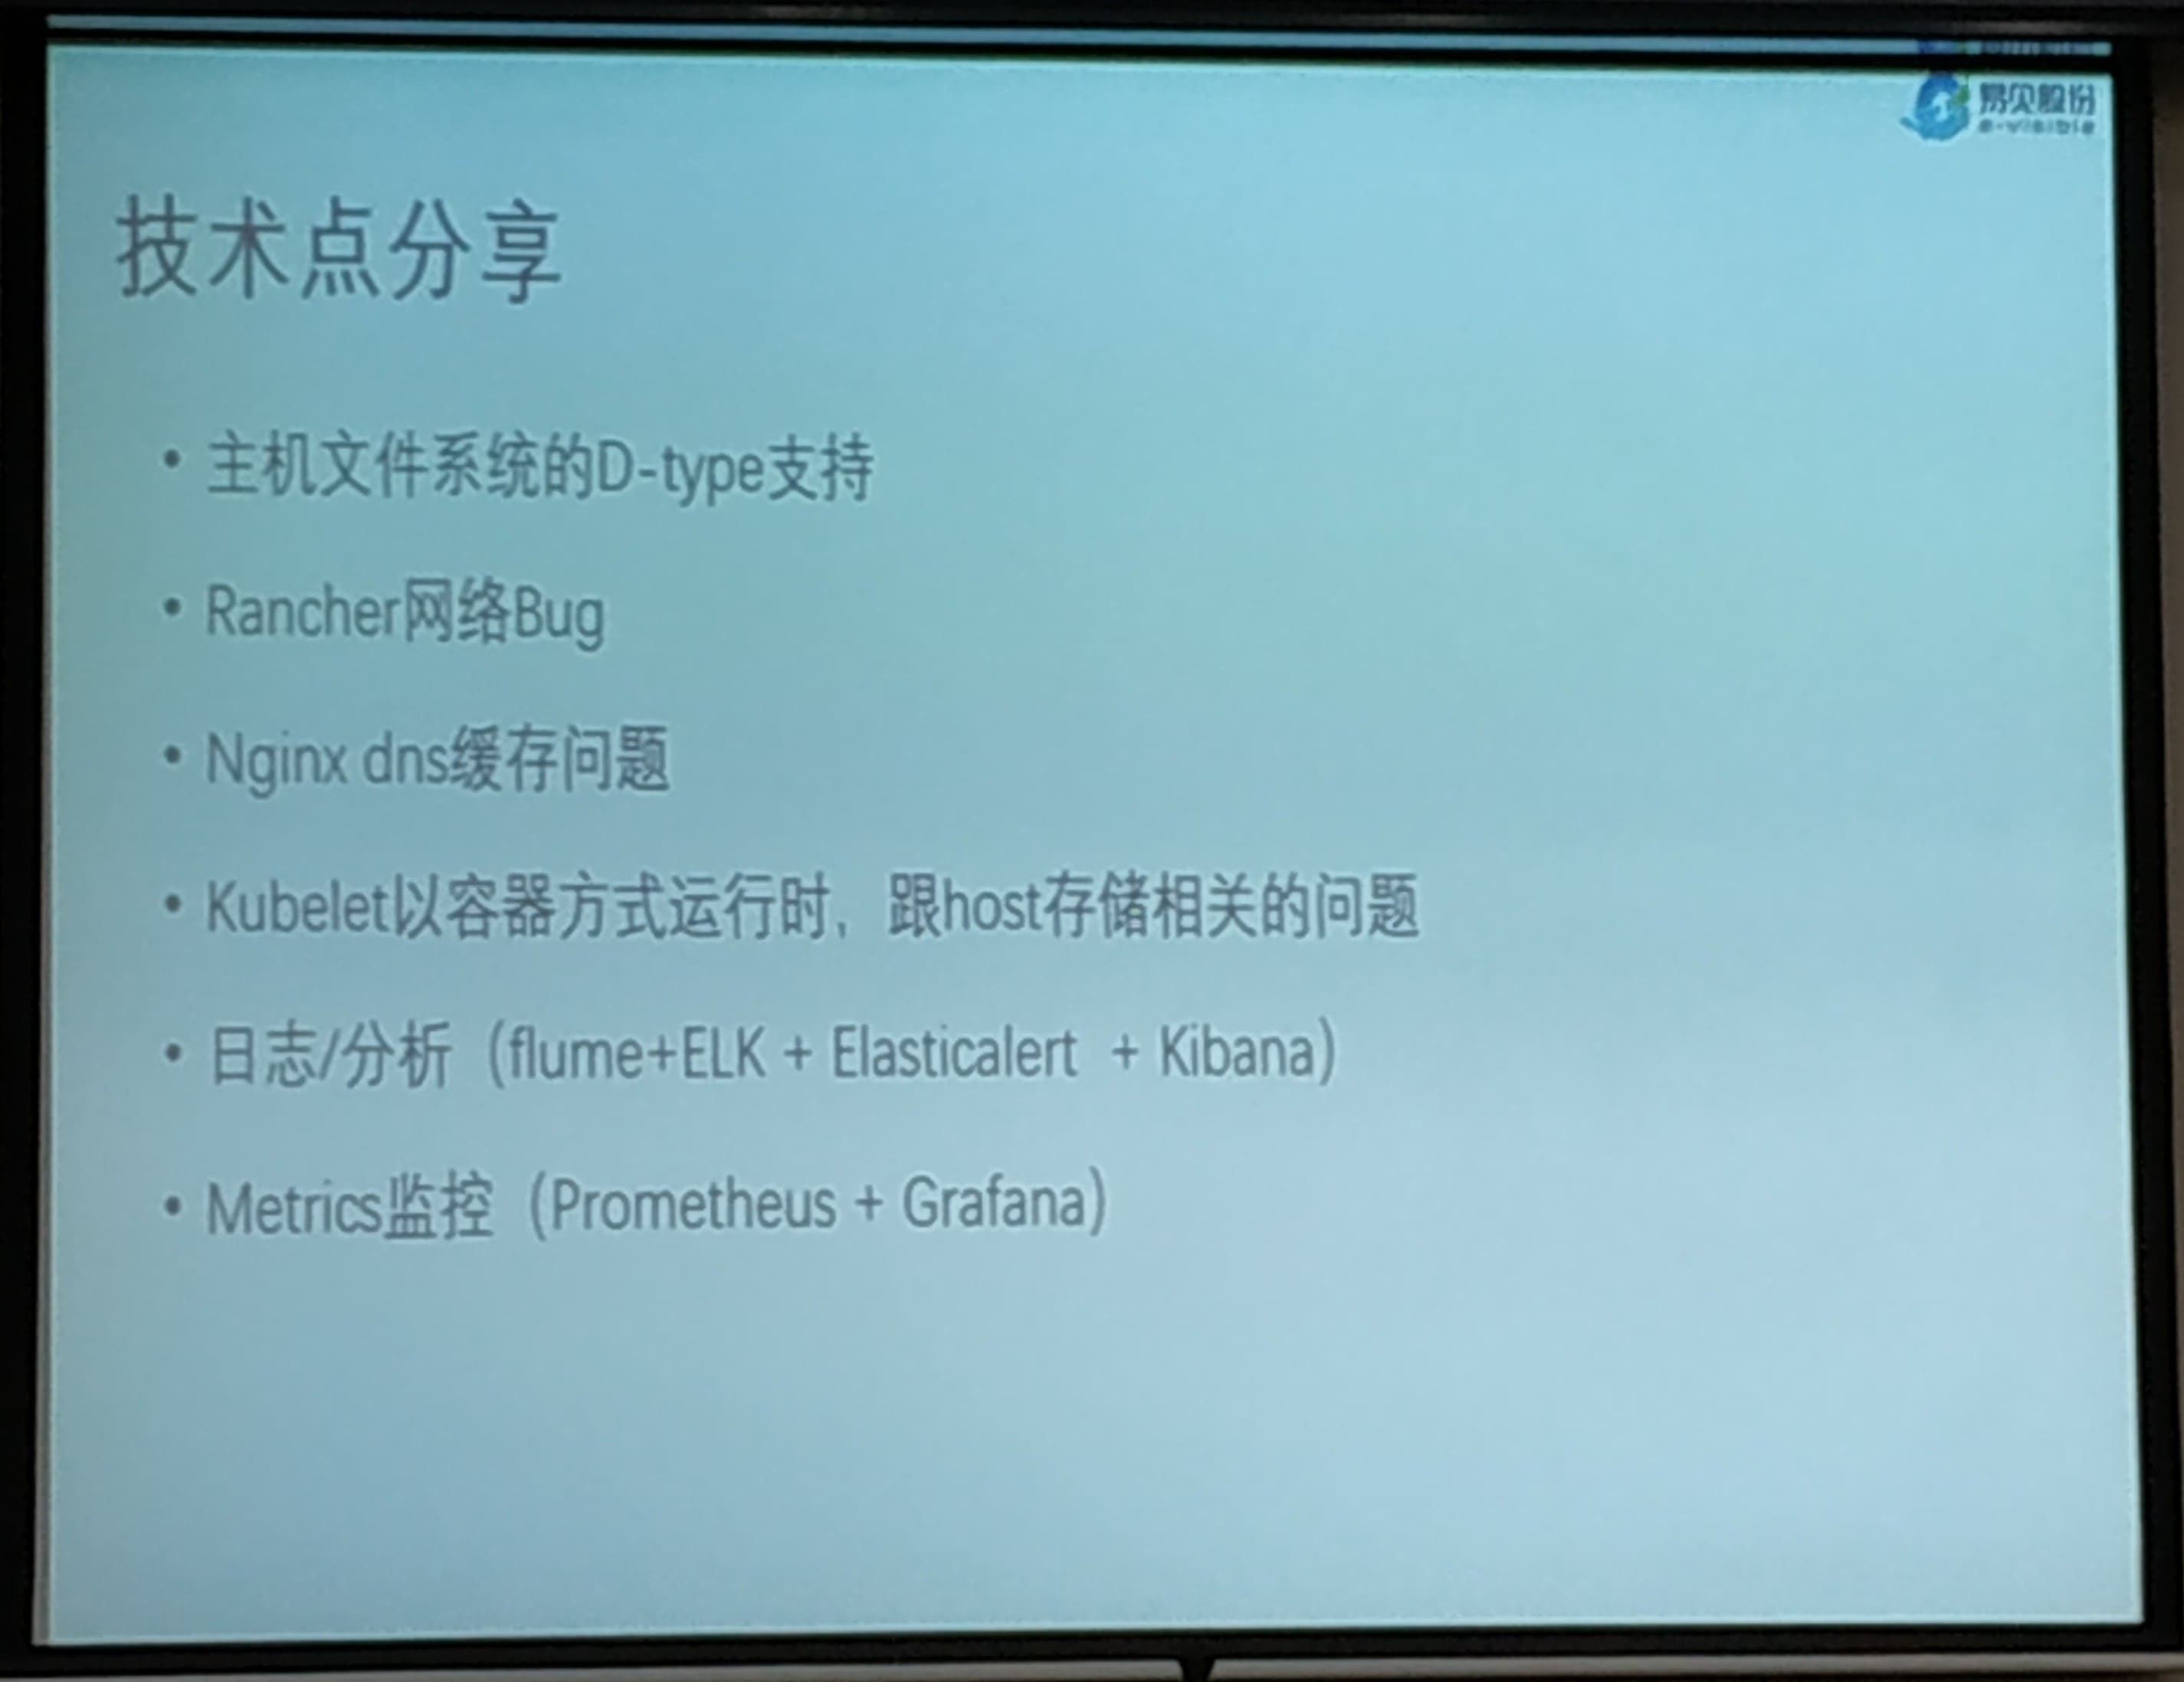 易见股份
e-visible
技术点分享
• 主机文件系统的D-type支持
• Rancher网络Bug
• Nginx dns缓存问题
• Kubelet以容器方式运行时，跟host存储相关的问题
• 日志/分析（flume+ELK + Elasticalert + Kibana）
• Metrics监控（Prometheus + Grafana）